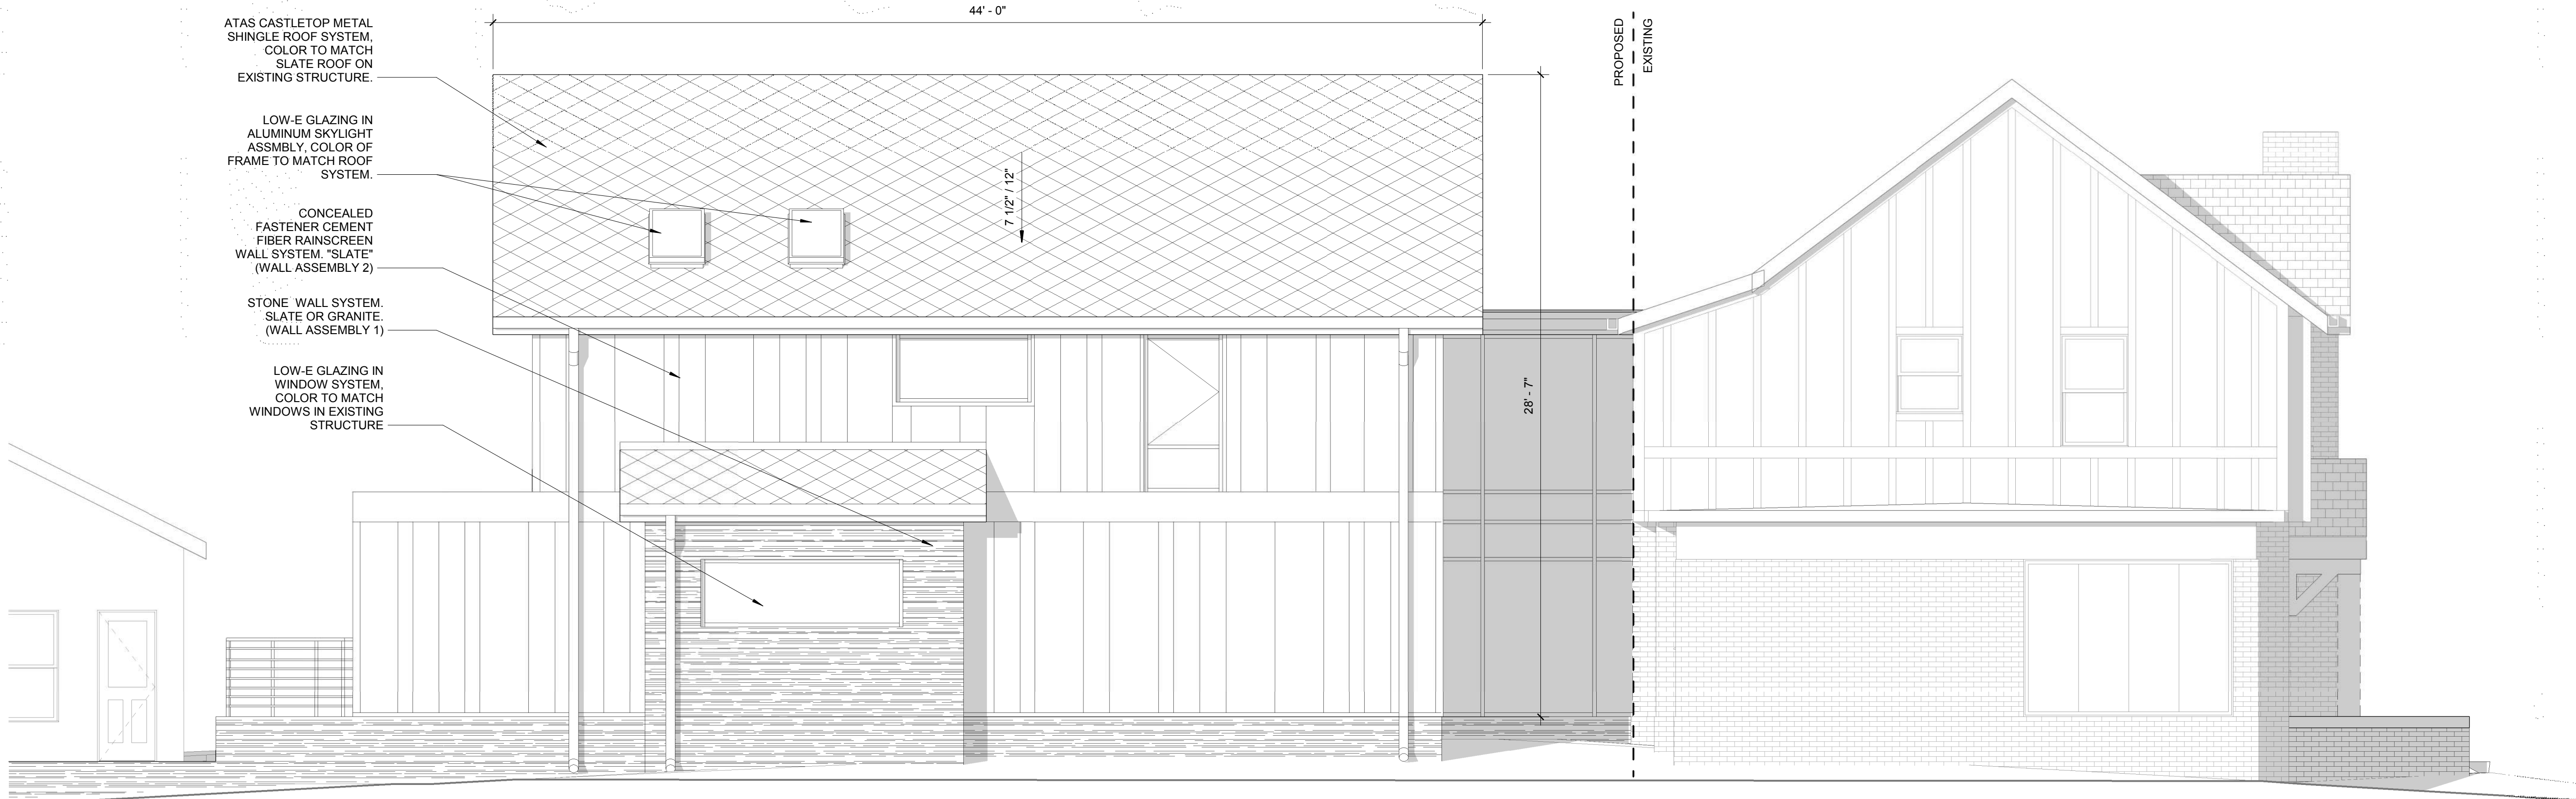 44' - 0"
ATAS CASTLETOP METAL
SHINGLE ROOF SYSTEM,
COLOR TO MATCH
SLATE ROOF ON
EXISTING STRUCTURE.
PROPOSED
EXISTING
LOW-E GLAZING IN
ALUMINUM SKYLIGHT
ASSMBLY, COLOR OF
FRAME TO MATCH ROOF
SYSTEM.
7 1/2" / 12"
CONCEALED
FASTENER CEMENT
FIBER RAINSCREEN
WALL SYSTEM. "SLATE"
(WALL ASSEMBLY 2)
STONE WALL SYSTEM.
SLATE OR GRANITE.
(WALL ASSEMBLY 1)
LOW-E GLAZING IN
WINDOW SYSTEM,
COLOR TO MATCH
WINDOWS IN EXISTING
STRUCTURE
28' - 7"